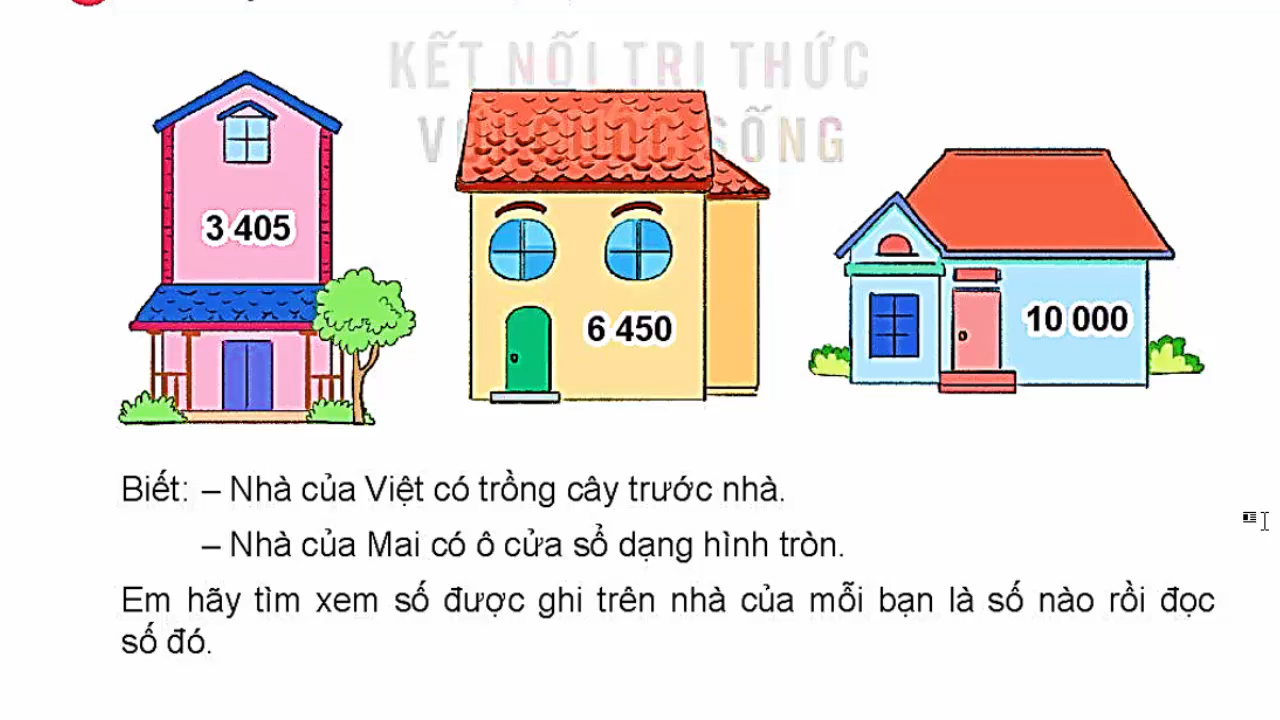 KẾT NỐI TRI THỨC
SỐNG
3 405
6 450
10 000
Biết: – Nhà của Việt có trồng cây trước nhà.
– Nhà của Mai có ô cửa sổ dạng hình tròn.
Em hãy tìm xem số được ghi trên nhà của mỗi bạn là số nào rồi đọc
số đó.